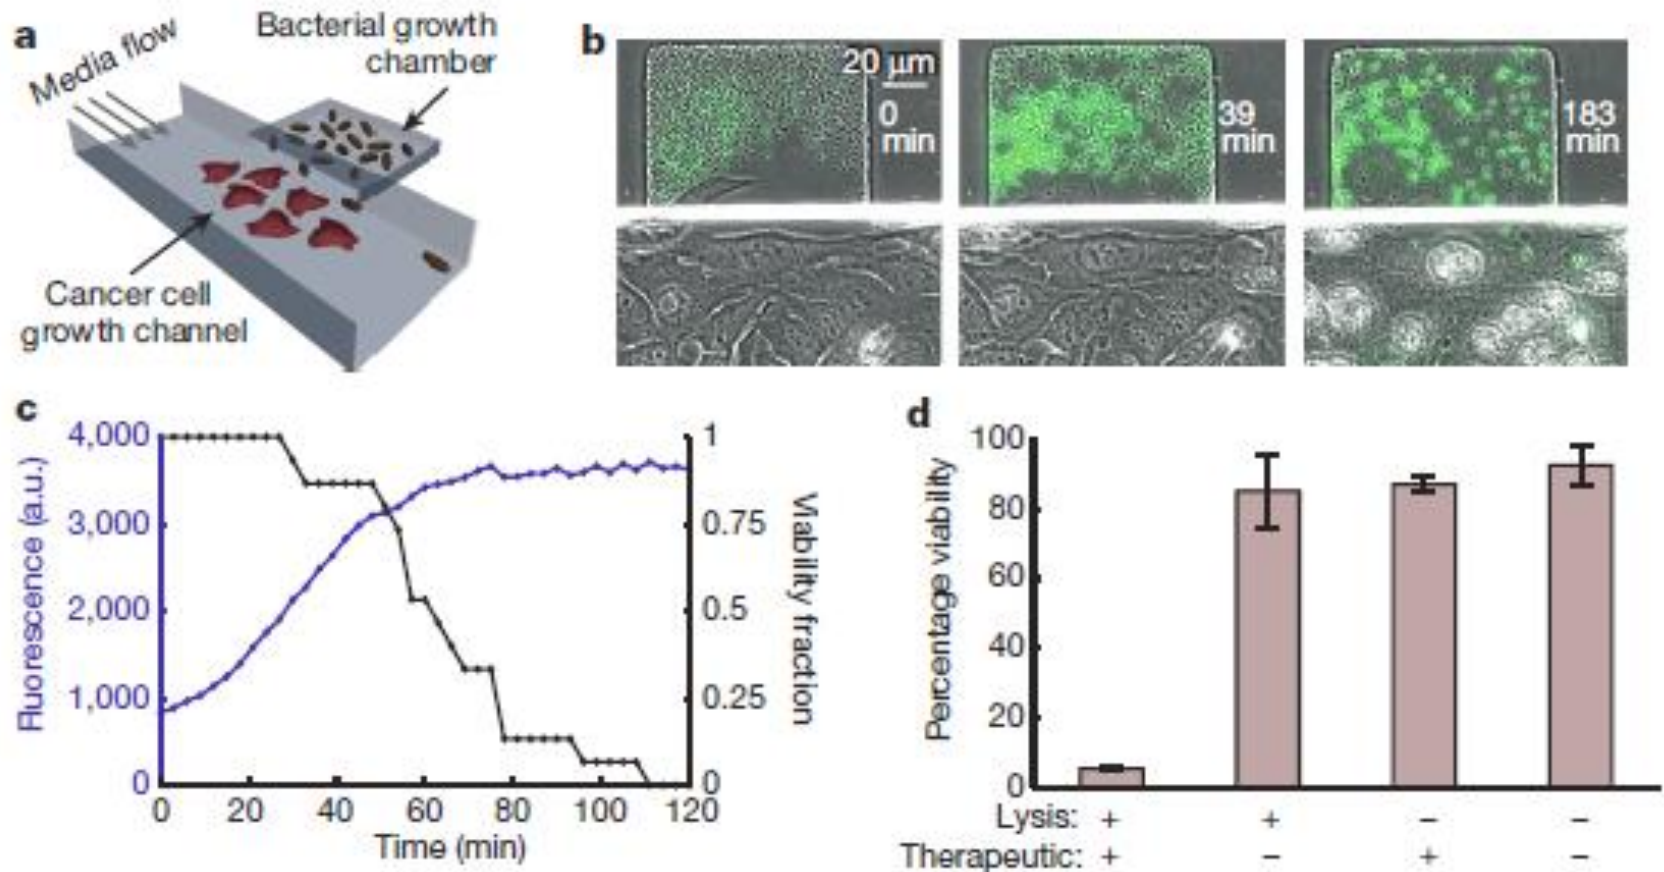 a
Media flow
Bacterial growth
chamber
Cancer cell
growth channel
b
20 µm
0
min
39
min
183
min
c
Fluorescence (a.u.)
4,000
3,000
2,000
1,000
0
1
0.75
0.5
0.25
0
Viability fraction
0 20 40 60 80 100 120
Time (min)
d
Percentage viability
100
80
60
40
20
0
Lysis: + + – –
Therapeutic: + – + –